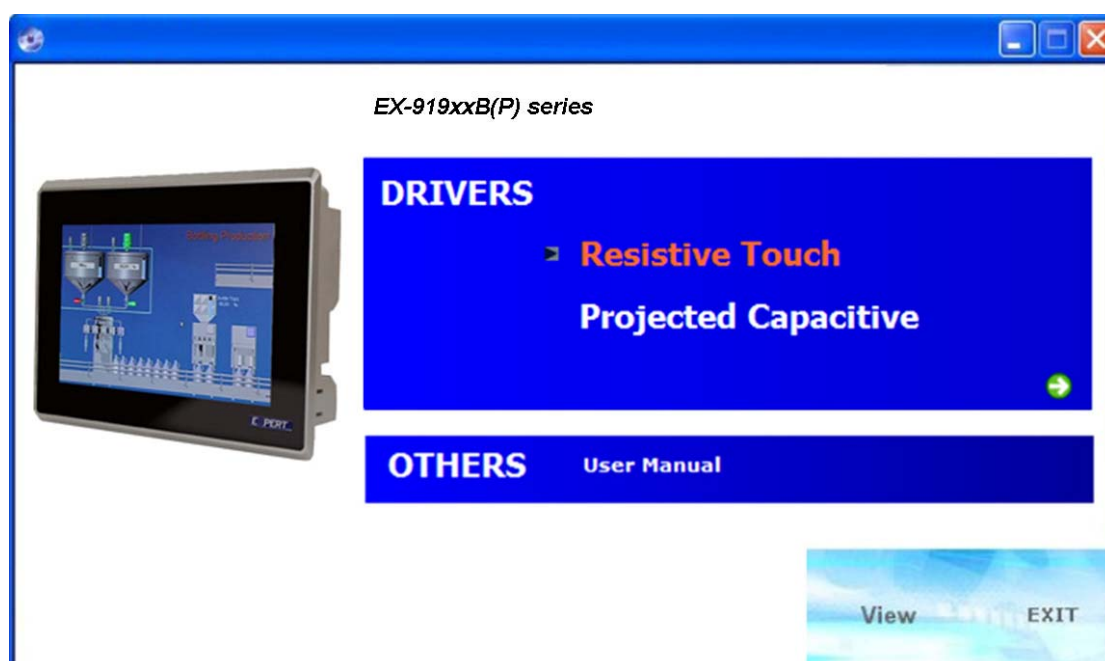 EX-919xxB(P) series
DRIVERS
Resistive Touch
Projected Capacitive
OTHERS User Manual
View EXIT